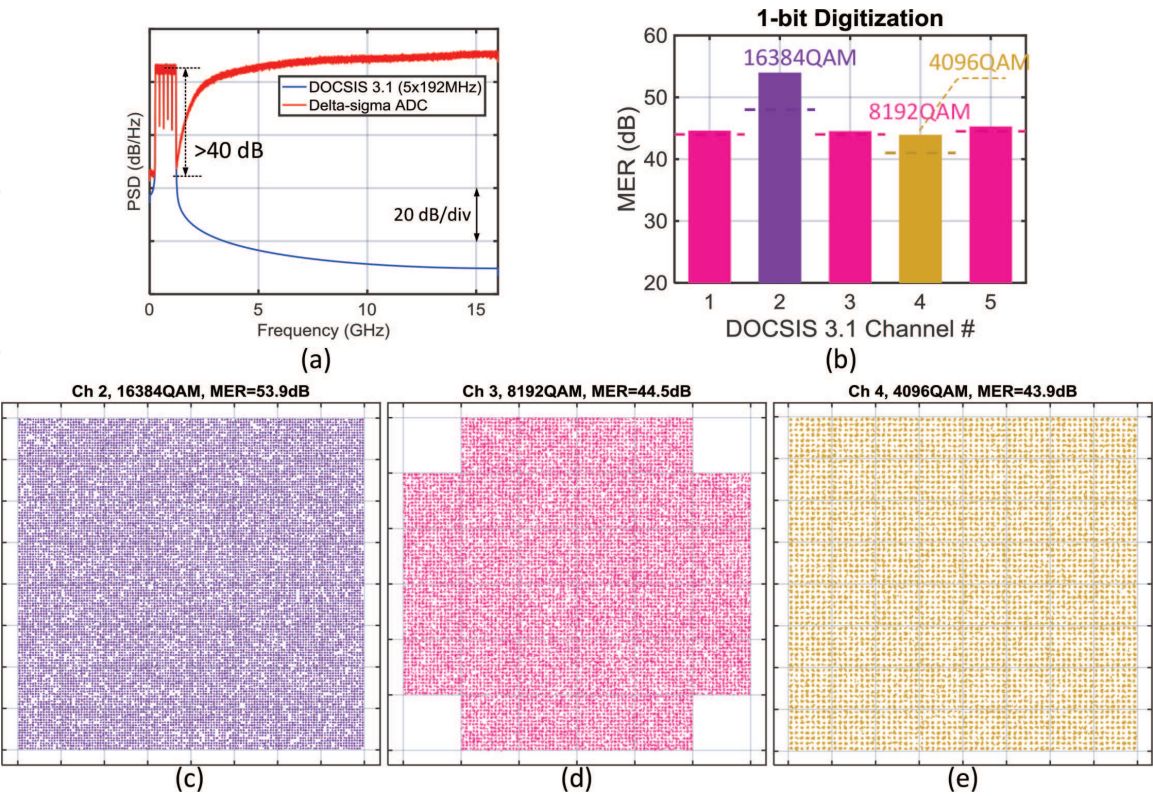 PSD (dB/Hz)
DOCSIS 3.1 (5x192MHz)
Delta-sigma ADC
>40 dB
20 dB/div
0 5 10 15
Frequency (GHz)
(a)
1-bit Digitization
MER (dB)
60
50
40
30
20
16384QAM
4096QAM
8192QAM
1 2 3 4 5
DOCSIS 3.1 Channel #
(b)
Ch 2, 16384QAM, MER=53.9dB
(c)
Ch 3, 8192QAM, MER=44.5dB
(d)
Ch 4, 4096QAM, MER=43.9dB
(e)